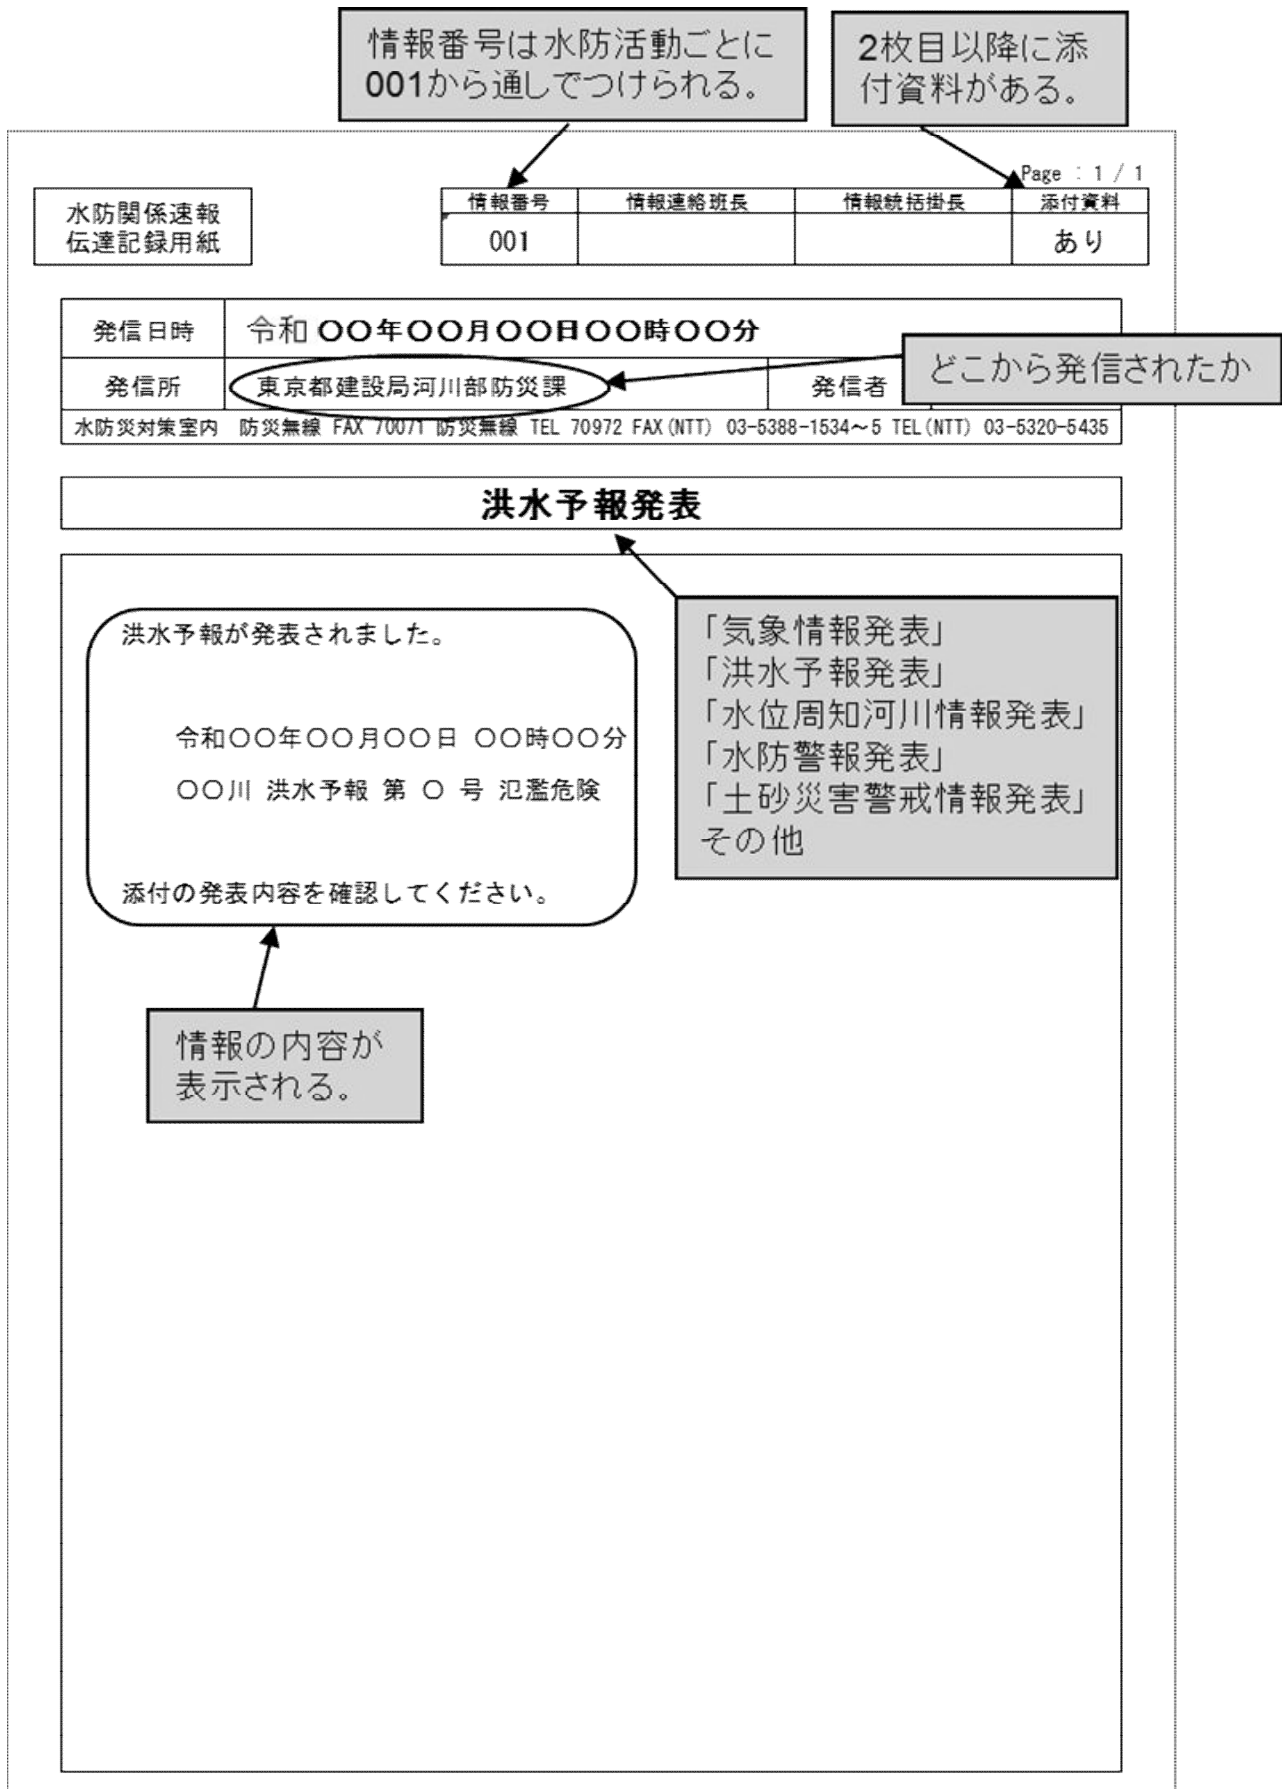 情報番号は水防活動ごとに
001から通しでつけられる。
2枚目以降に添
付資料がある。
Page : 1 / 1
水防関係速報
伝達記録用紙
情報番号 情報連絡班長 情報統括掛長 添付資料
001 あり
発信日時 令和 〇〇年〇〇月〇〇日〇〇時〇〇分
どこから発信されたか
発信所 東京都建設局河川部防災課 発信者
水防災対策室内 防災無線 FAX 70071 防災無線 TEL 70972 FAX(NTT) 03-5388-1534～5 TEL(NTT) 03-5320-5435
洪水予報発表
洪水予報が発表されました。
令和〇〇年〇〇月〇〇日 〇〇時〇〇分
〇〇川 洪水予報 第 〇 号 氾濫危険
添付の発表内容を確認してください。
「気象情報発表」
「洪水予報発表」
「水位周知河川情報発表」
「水防警報発表」
「土砂災害警戒情報発表」
その他
情報の内容が
表示される。